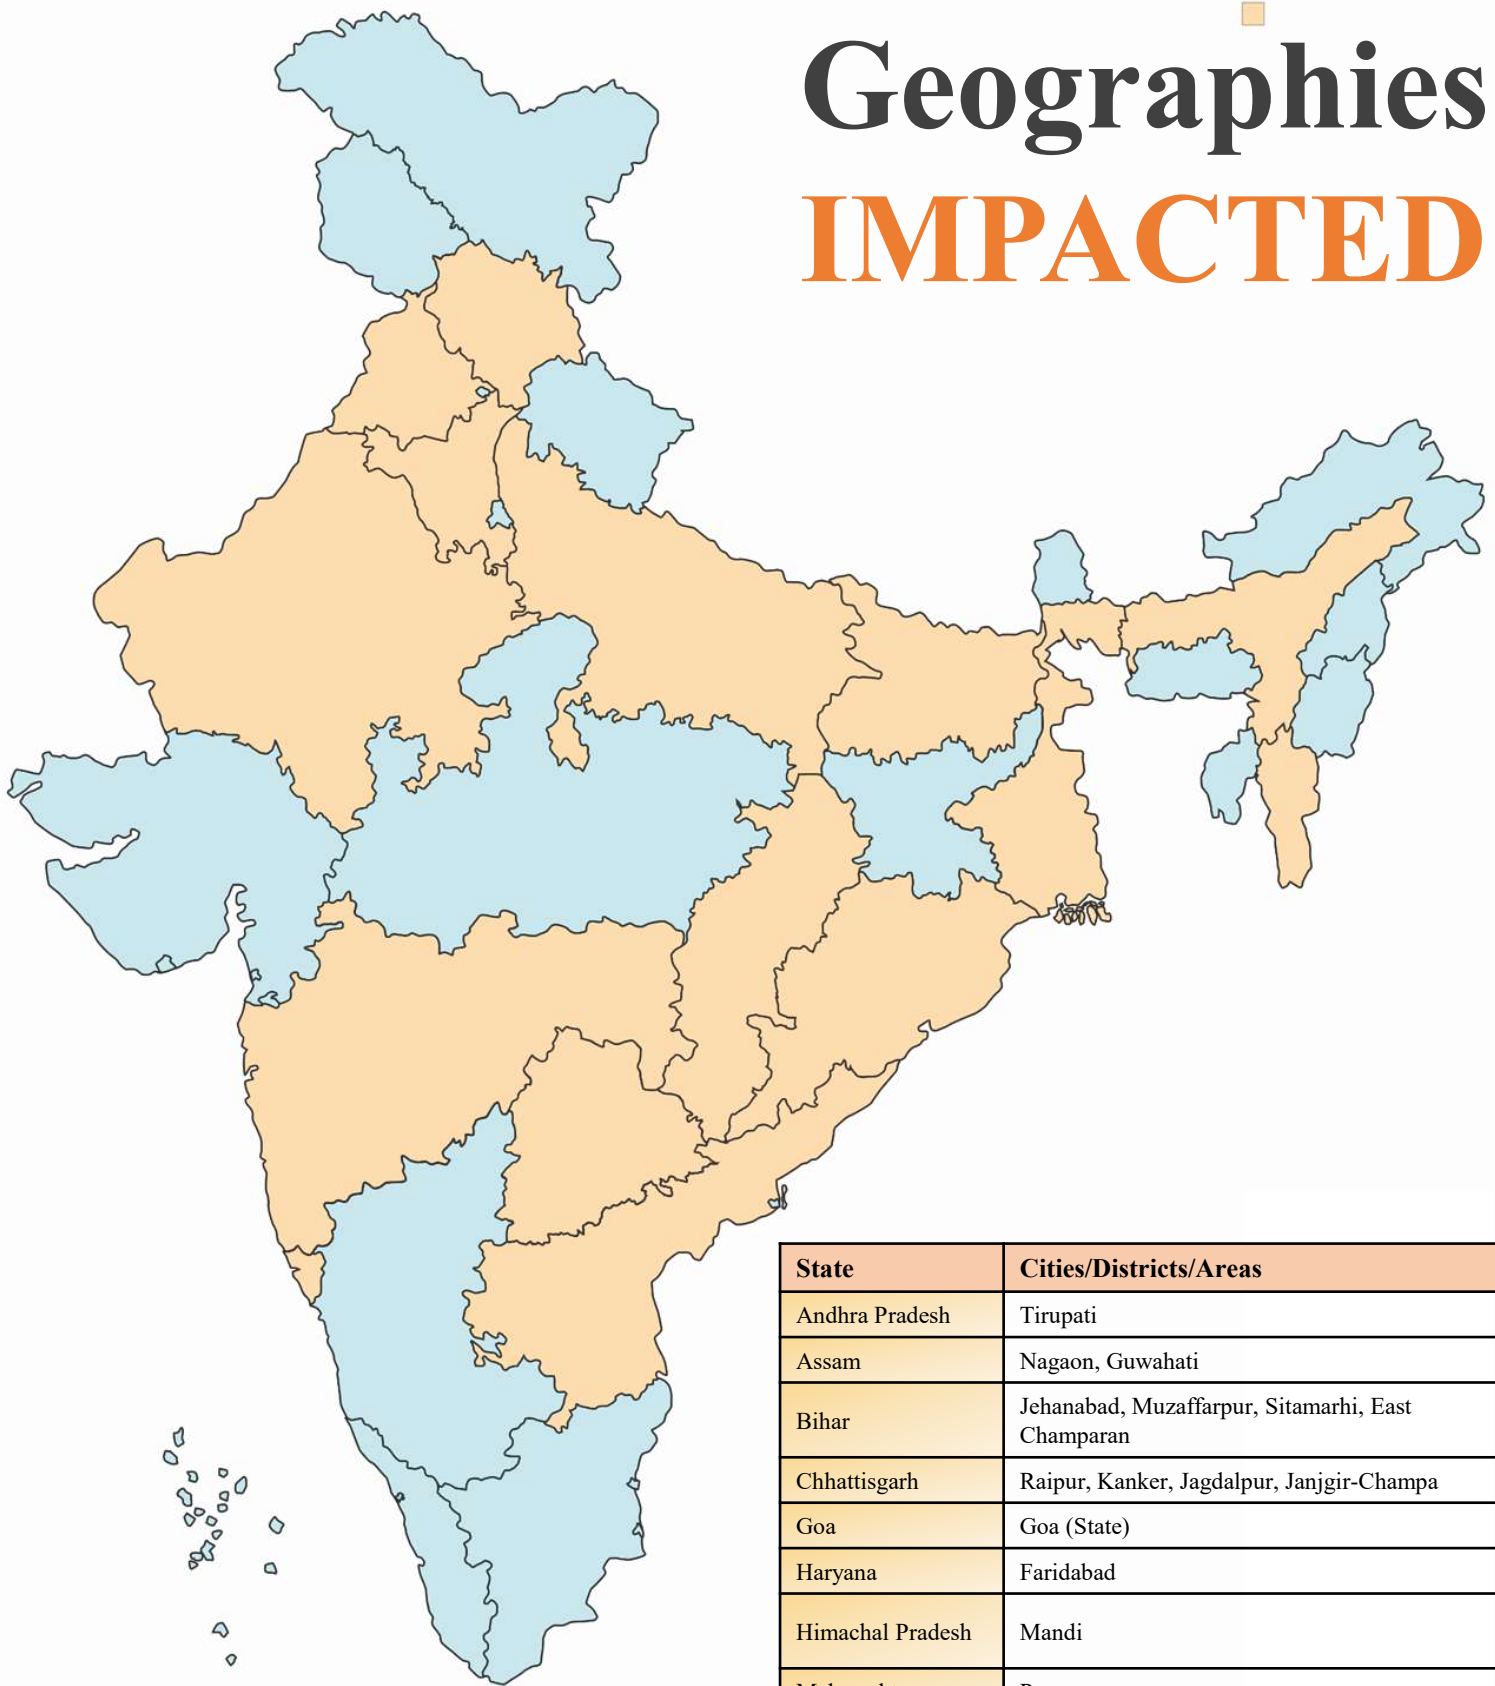 Geographies
IMPACTED
State Cities/Districts/Areas
Andhra Pradesh Tirupati
Assam Nagaon, Guwahati
Bihar Jehanabad, Muzaffarpur, Sitamarhi, East
Champaran
Chhattisgarh Raipur, Kanker, Jagdalpur, Janjgir-Champa
Goa Goa (State)
Haryana Faridabad
Himachal Pradesh Mandi